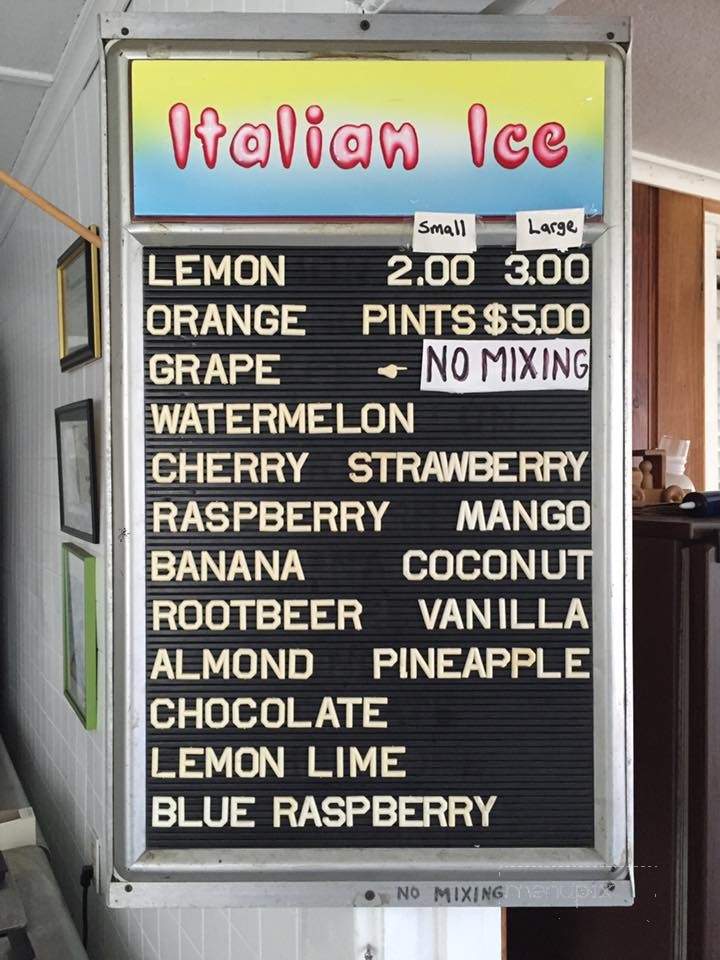 Italian Ice
Small Large
LEMON 2.00 3.00
ORANGE PINTS $5.00
GRAPE NO MIXING
WATERMELON
CHERRY STRAWBERRY
RASPBERRY MANGO
BANANA COCONUT
ROOTBEER VANILLA
ALMOND PINEAPPLE
CHOCOLATE
LEMON LIME
BLUE RASPBERRY
NO MIXING menupix